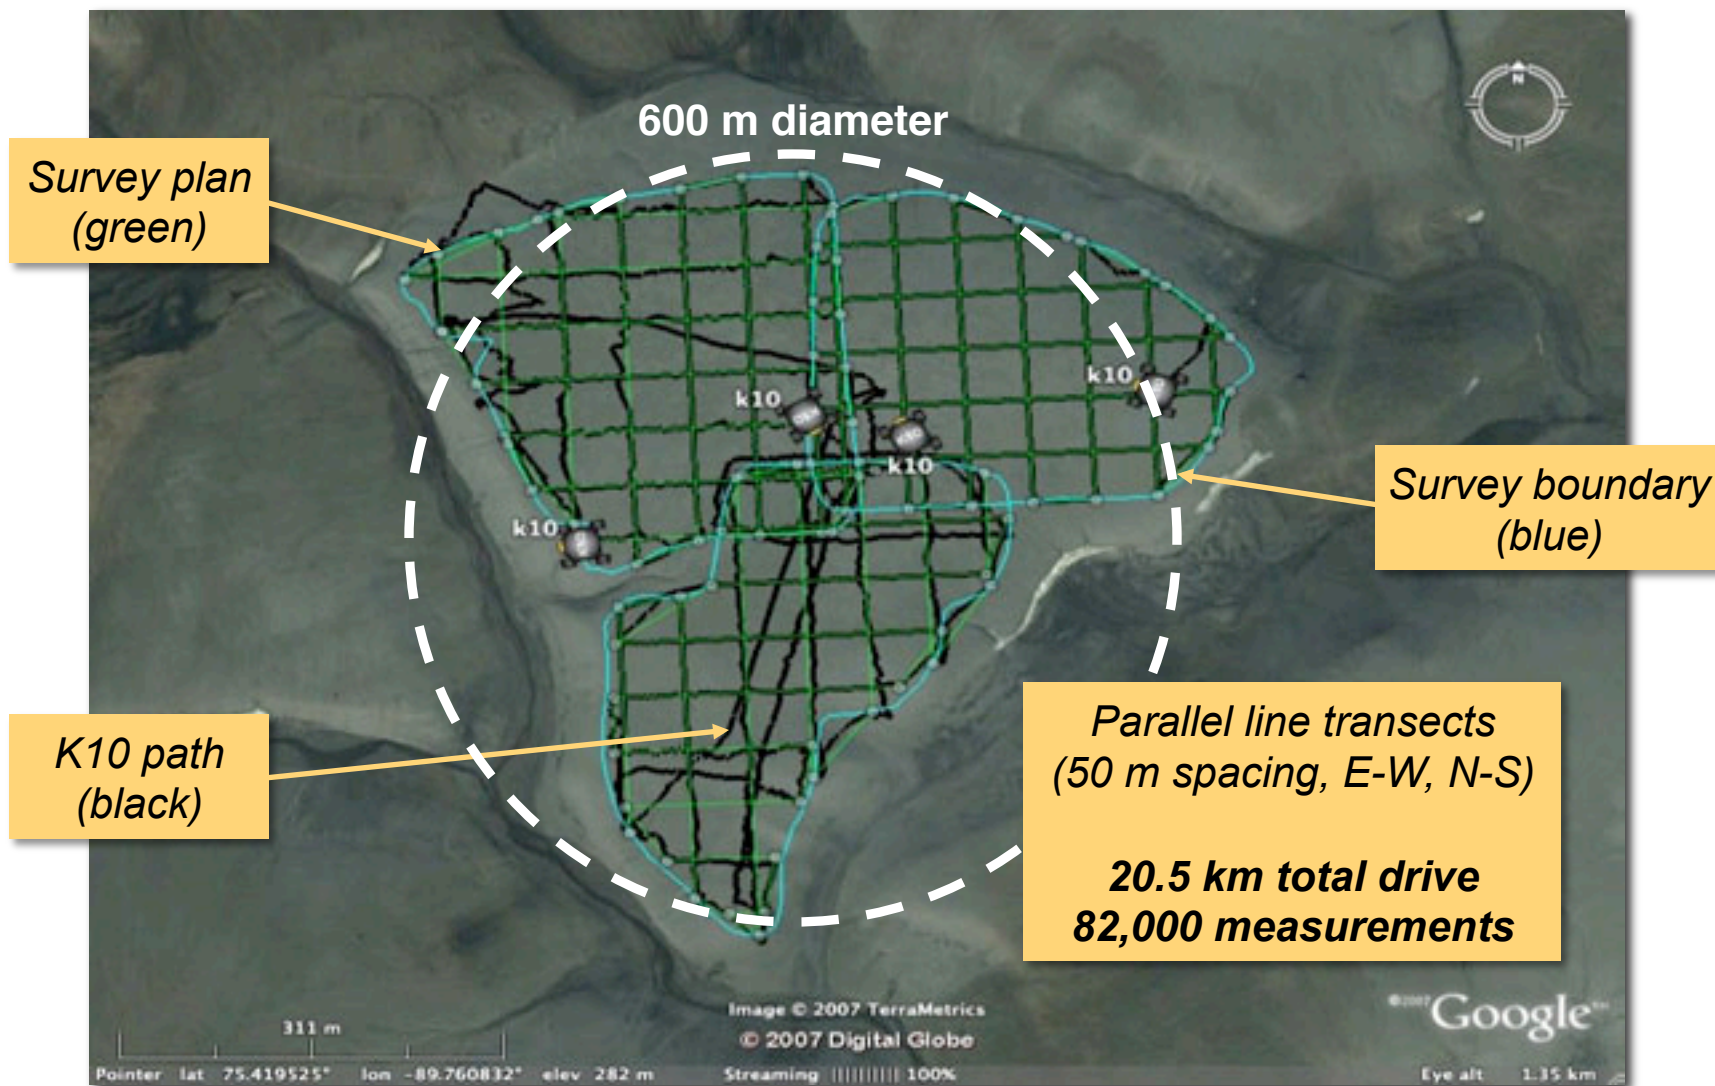 600 m diameter
N
Survey plan
(green)
k10
k10
k10
k10
Survey boundary
(blue)
K10 path
(black)
Parallel line transects
(50 m spacing, E-W, N-S)
20.5 km total drive
82,000 measurements
Image © 2007 TerraMetrics
© 2007 Digital Globe
©2007 Google™
311 m
Pointer lat 75.419525° lon -89.760832° elev 282 m Streaming |||||||||| 100% Eye alt 1.35 km